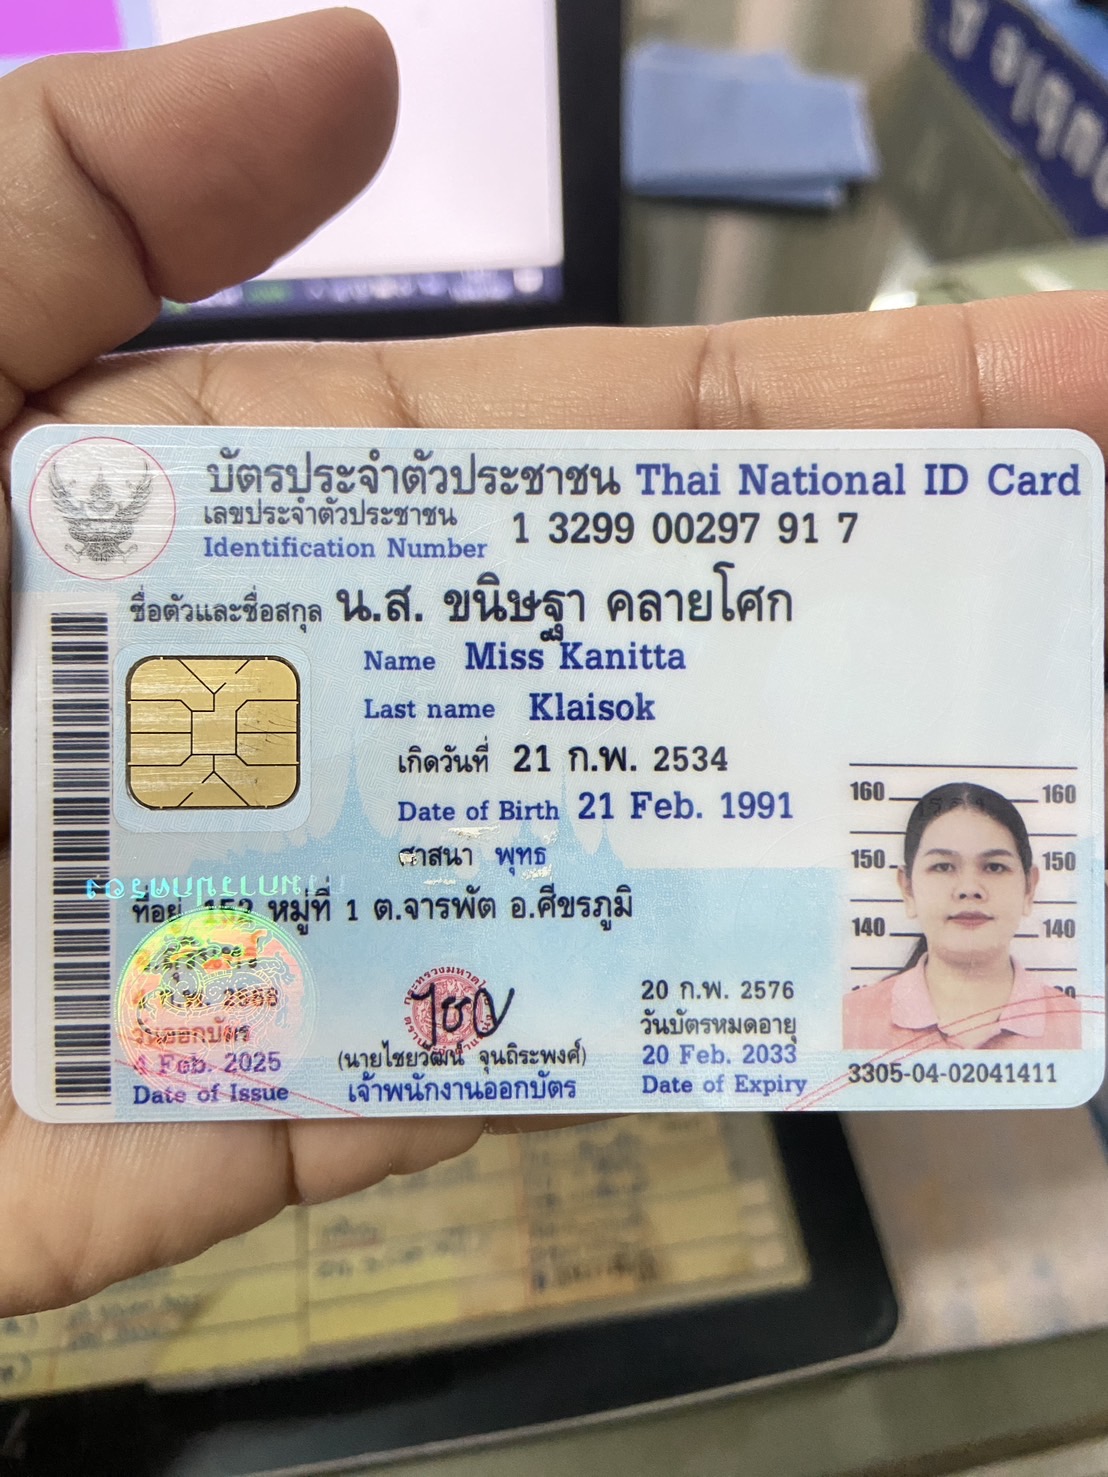 บัตรประจำตัวประชาชน Thai National ID Card
เลขประจำตัวประชาชน
Identification Number 1 3299 00297 91 7
ชื่อตัวและชื่อสกุล น.ส. ขนิษฐา คลายโศก
Name Miss Kanitta
Last name Klaisok
เกิดวันที่ 21 ก.พ. 2534
Date of Birth 21 Feb. 1991
ศาสนา พุทธ
ที่อยู่ 152 หมู่ที่ 1 ต.จารพัต อ.ศีขรภูมิ
4 ก.พ. 2568
วันออกบัตร
4 Feb. 2025
Date of Issue
(นายไชยวัฒน์ จุนถิระพงศ์)
เจ้าพนักงานออกบัตร
20 ก.พ. 2576
วันบัตรหมดอายุ
20 Feb. 2033
Date of Expiry
160 160
150 150
140 140
3305-04-02041411